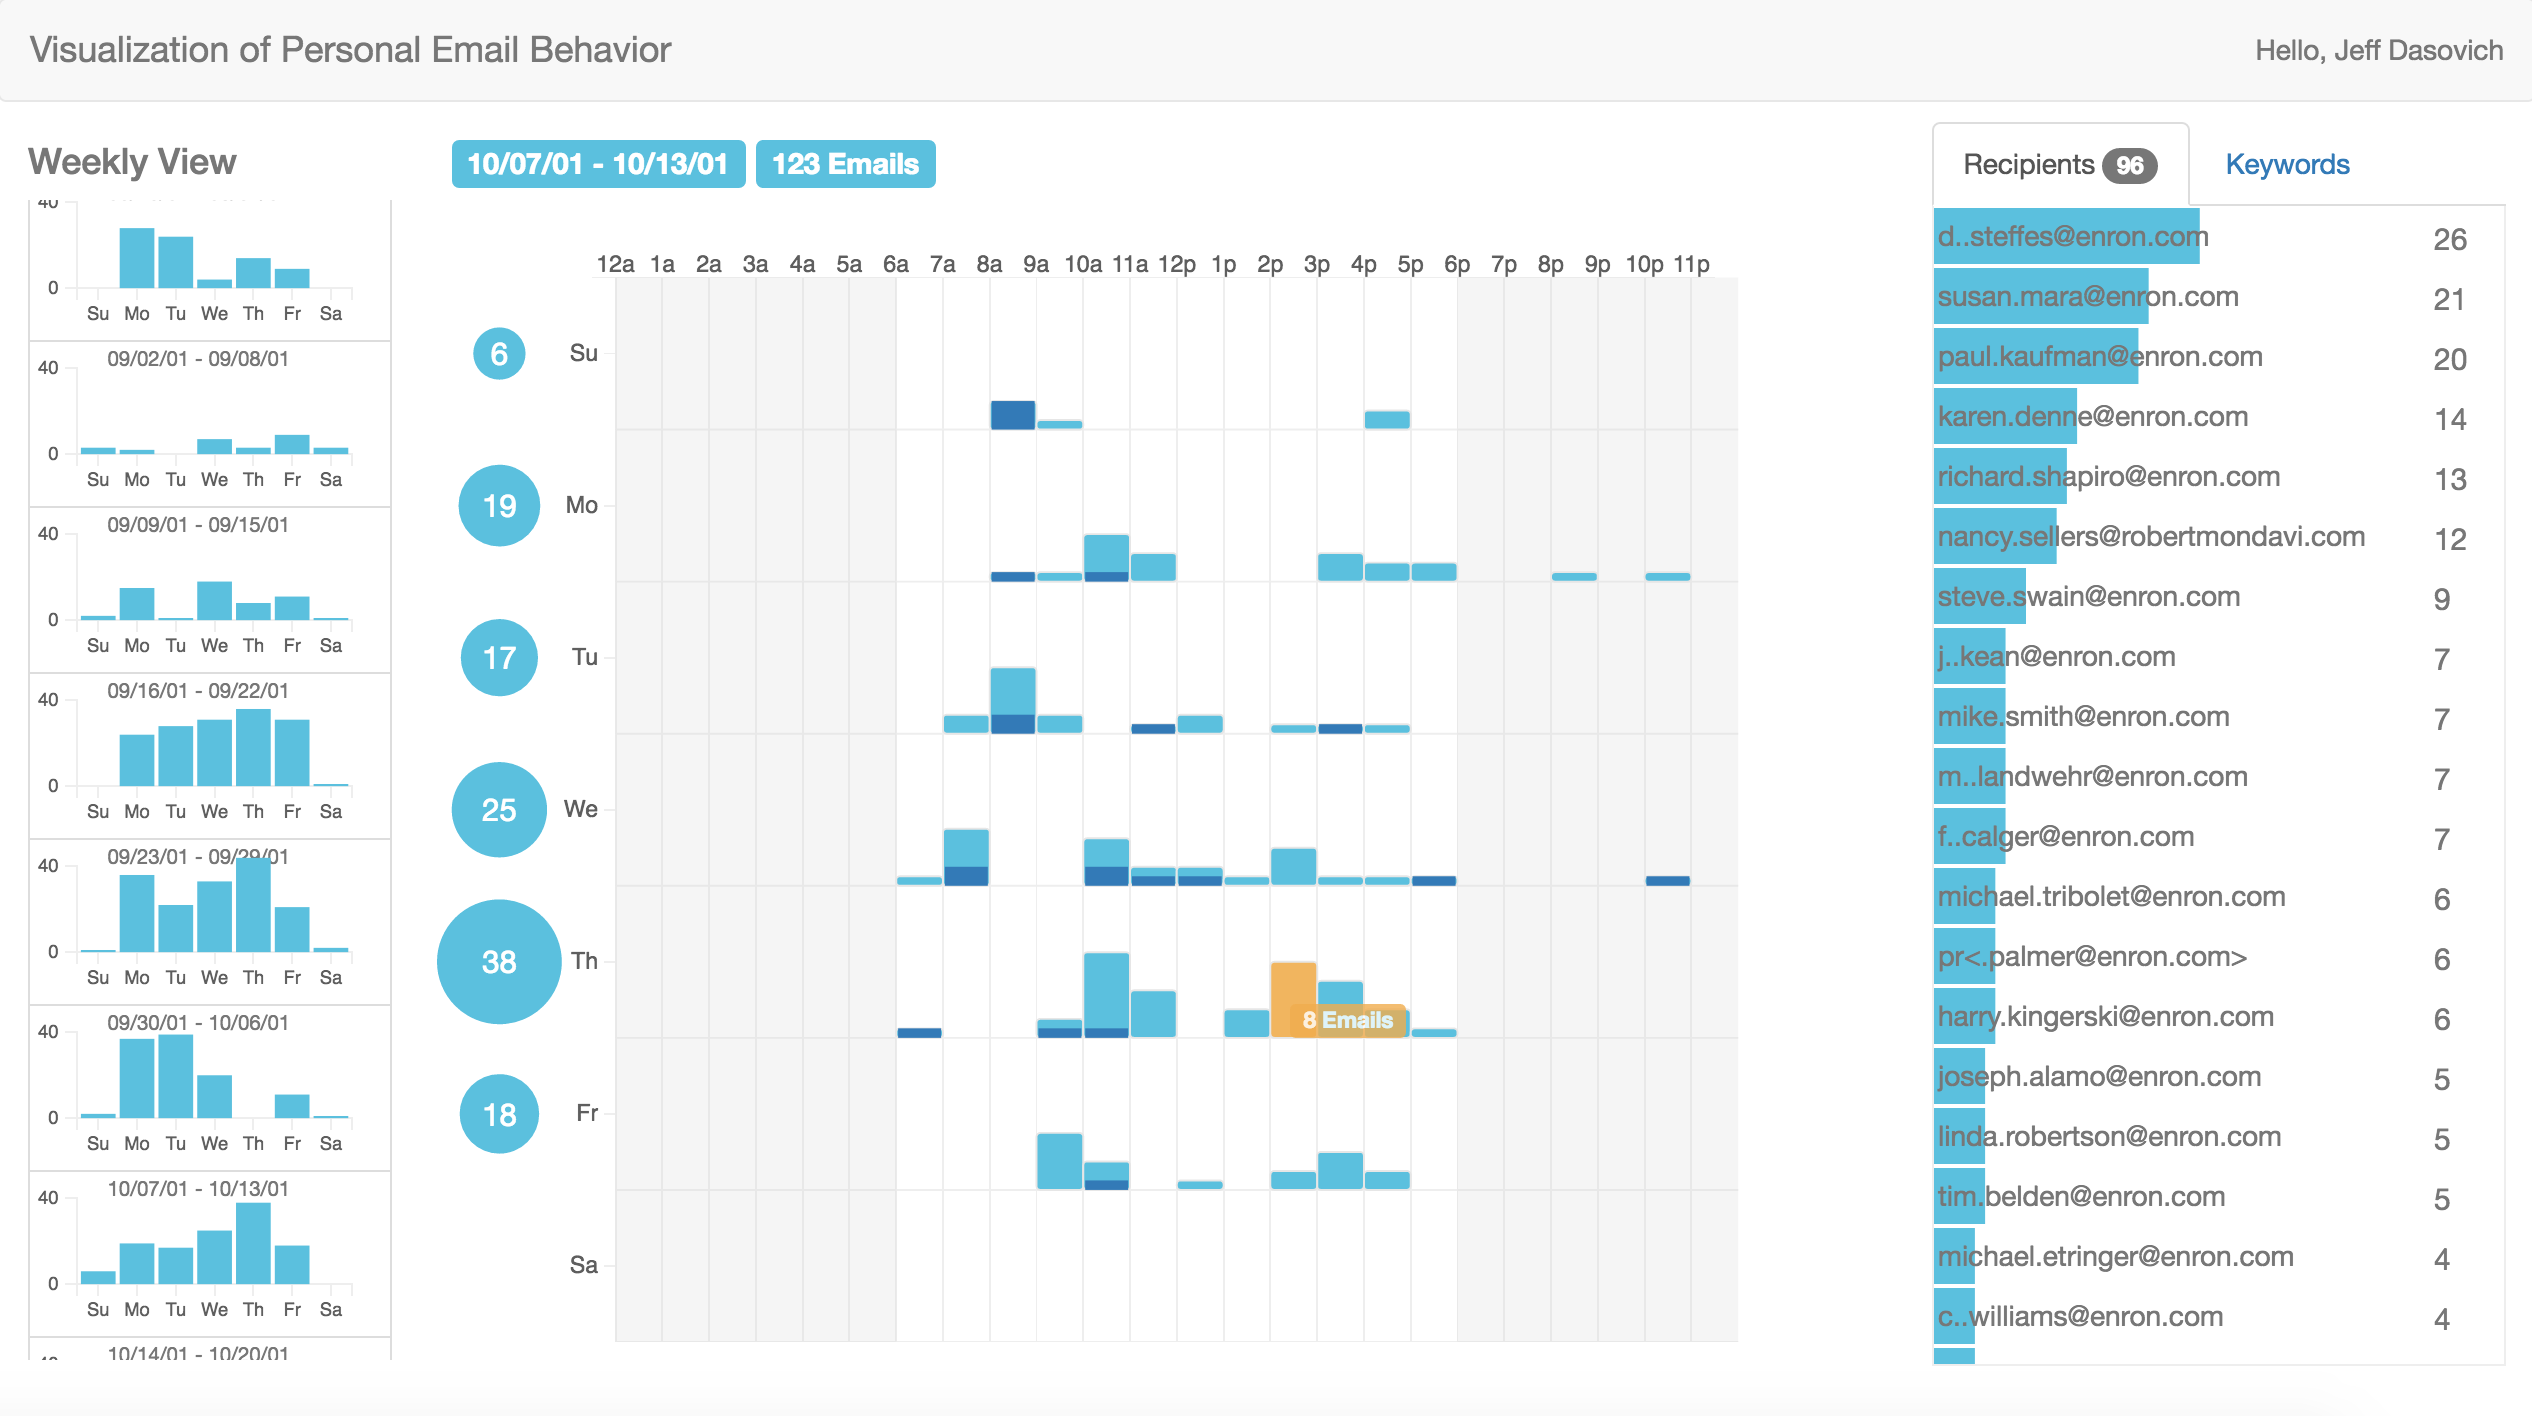 Visualization of Personal Email Behavior
Hello, Jeff Dasovich
Weekly View
40
0
Su Mo Tu We Th Fr Sa
09/02/01 - 09/08/01
40
0
Su Mo Tu We Th Fr Sa
09/09/01 - 09/15/01
40
0
Su Mo Tu We Th Fr Sa
09/16/01 - 09/22/01
40
0
Su Mo Tu We Th Fr Sa
09/23/01 - 09/29/01
40
0
Su Mo Tu We Th Fr Sa
09/30/01 - 10/06/01
40
0
Su Mo Tu We Th Fr Sa
10/07/01 - 10/13/01
40
0
Su Mo Tu We Th Fr Sa
10/14/01 - 10/20/01
40
10/07/01 - 10/13/01 123 Emails
12a 1a 2a 3a 4a 5a 6a 7a 8a 9a 10a 11a 12p 1p 2p 3p 4p 5p 6p 7p 8p 9p 10p 11p
6 Su
19 Mo
17 Tu
25 We
38 Th
8 Emails
18 Fr
Sa
Recipients 96 Keywords
d..steffes@enron.com 26
susan.mara@enron.com 21
paul.kaufman@enron.com 20
karen.denne@enron.com 14
richard.shapiro@enron.com 13
nancy.sellers@robertmondavi.com 12
steve.swain@enron.com 9
j..kean@enron.com 7
mike.smith@enron.com 7
m..landwehr@enron.com 7
f..calger@enron.com 7
michael.tribolet@enron.com 6
pr<.palmer@enron.com> 6
harry.kingerski@enron.com 6
joseph.alamo@enron.com 5
linda.robertson@enron.com 5
tim.belden@enron.com 5
michael.etringer@enron.com 4
c..williams@enron.com 4